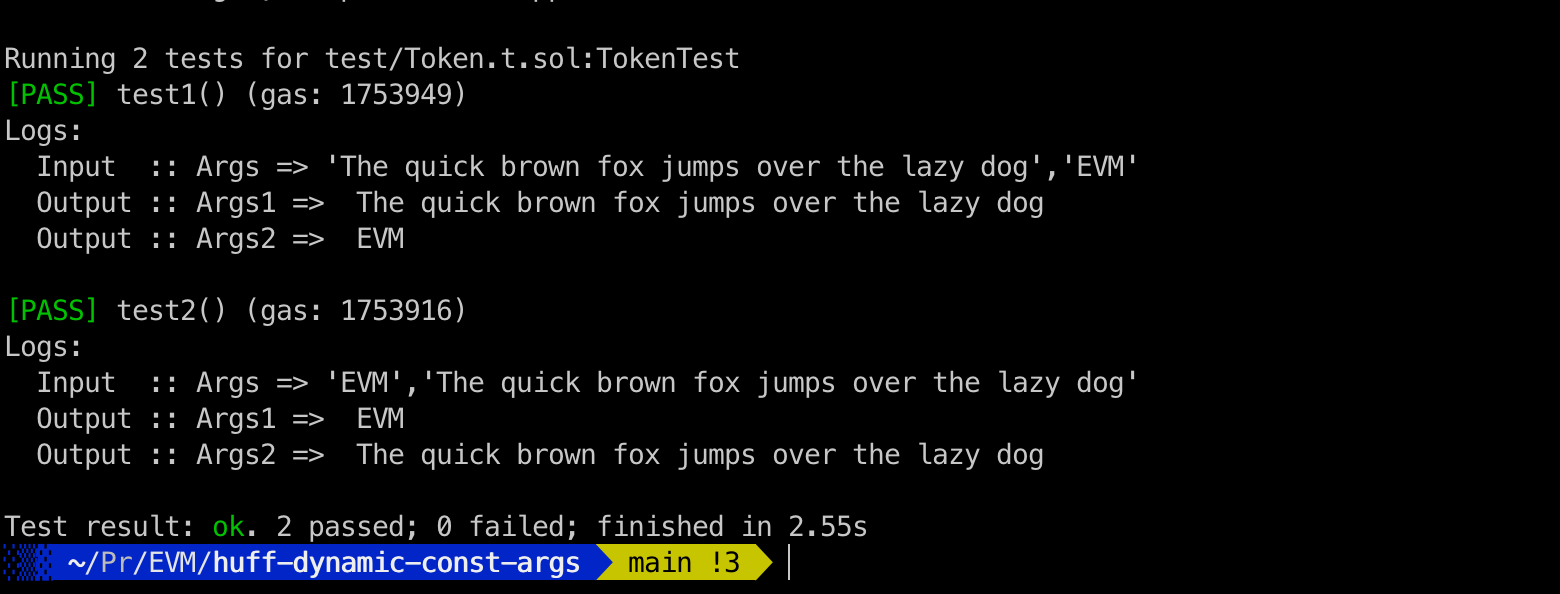 Running 2 tests for test/Token.t.sol:TokenTest
[PASS] test1() (gas: 1753949)
Logs:
  Input  :: Args => 'The quick brown fox jumps over the lazy dog','EVM'
  Output :: Args1 =>  The quick brown fox jumps over the lazy dog
  Output :: Args2 =>  EVM
[PASS] test2() (gas: 1753916)
Logs:
  Input  :: Args => 'EVM','The quick brown fox jumps over the lazy dog'
  Output :: Args1 =>  EVM
  Output :: Args2 =>  The quick brown fox jumps over the lazy dog
Test result: ok. 2 passed; 0 failed; finished in 2.55s
~/Pr/EVM/huff-dynamic-const-args main !3